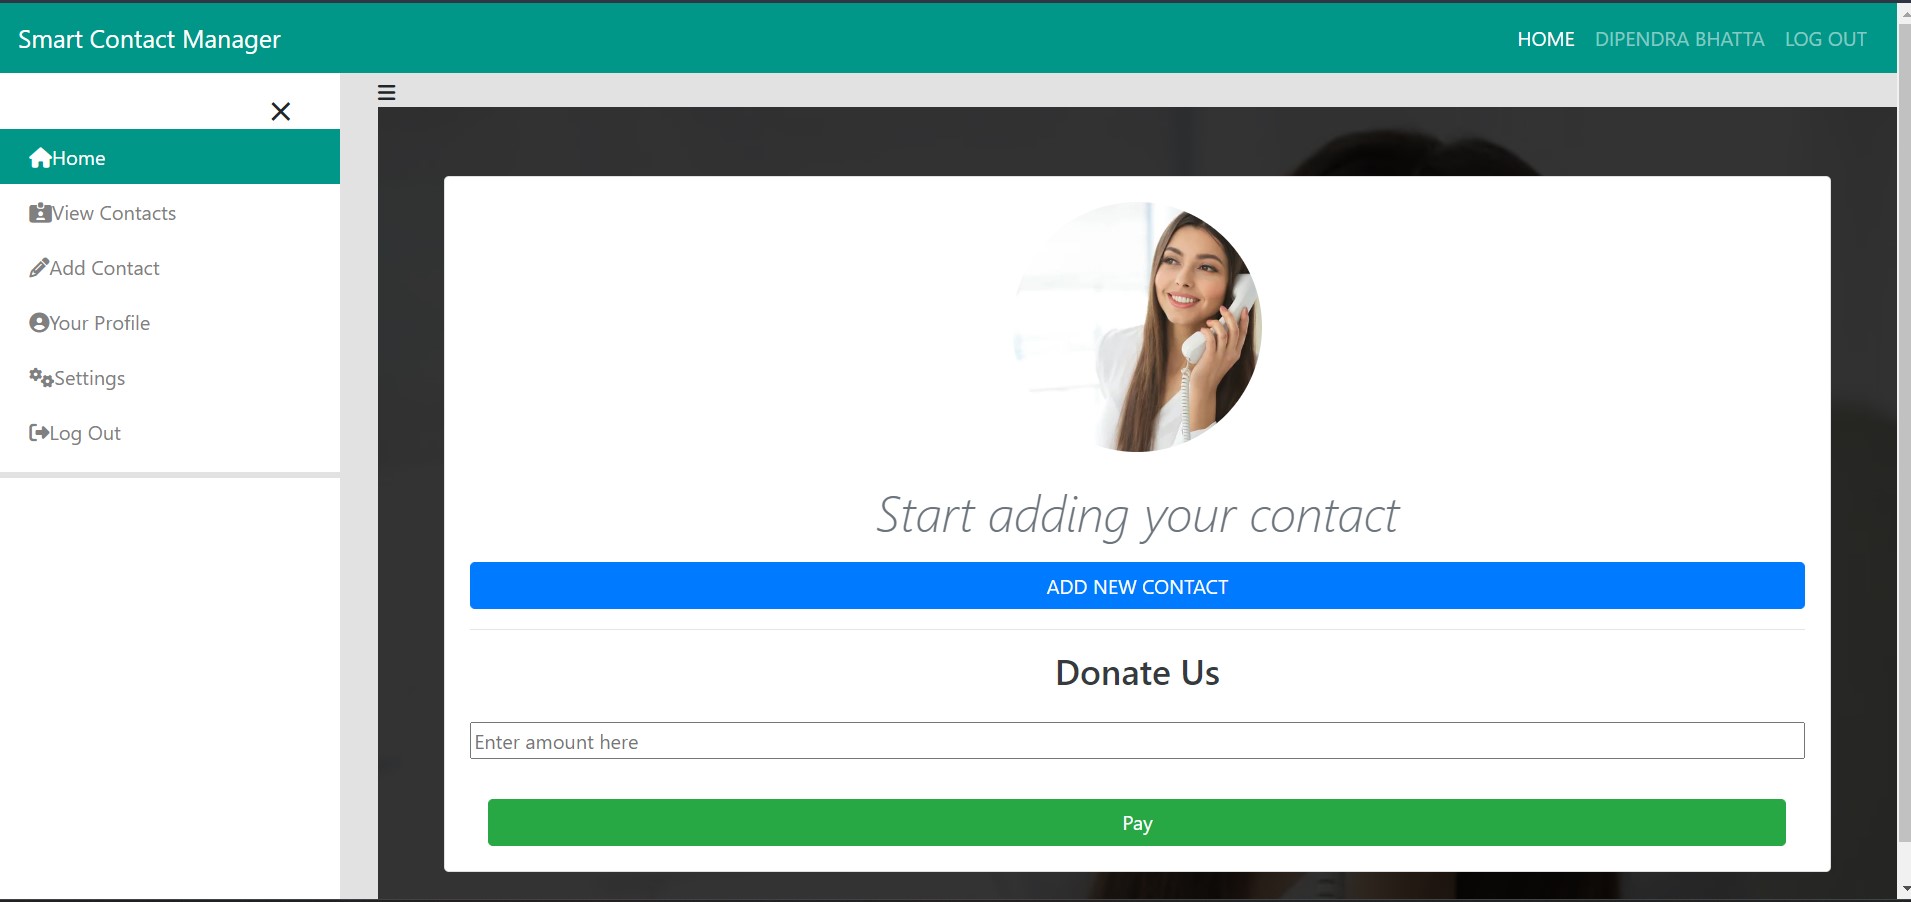 Smart Contact Manager
HOME DIPENDRA BHATTA LOG OUT
Home
View Contacts
Add Contact
Your Profile
Settings
Log Out
Start adding your contact
ADD NEW CONTACT
Donate Us
Enter amount here
Pay